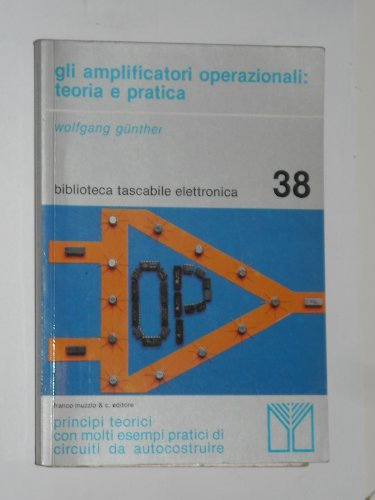 gli amplificatori operazionali:
teoria e pratica
wolfgang günther
biblioteca tascabile elettronica
38
OP
franco muzzio & c. editore
principi teorici
con molti esempi pratici di
circuiti da autocostruire